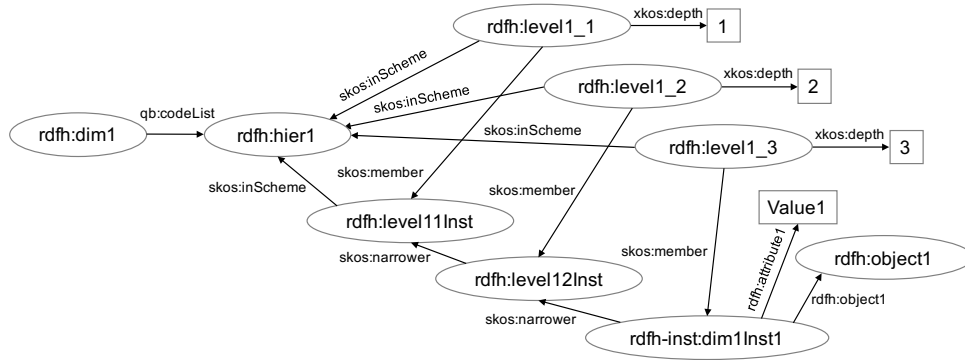 rdfh:level1_1
xkos:depth
1
skos:inScheme
rdfh:level1_2
xkos:depth
2
skos:inScheme
qb:codeList
rdfh:dim1
rdfh:hier1
skos:inScheme
rdfh:level1_3
xkos:depth
3
skos:member
skos:inScheme
skos:member
Value1
rdfh:level11Inst
skos:member
rdfh:attribute1
rdfh:object1
skos:narrower
rdfh:level12Inst
rdfh:object1
skos:narrower
rdfh-inst:dim1Inst1